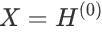 X = H^{(0)}